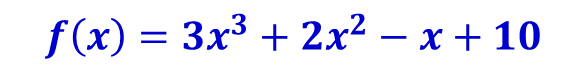 f(x) = 3x³ + 2x² − x + 10